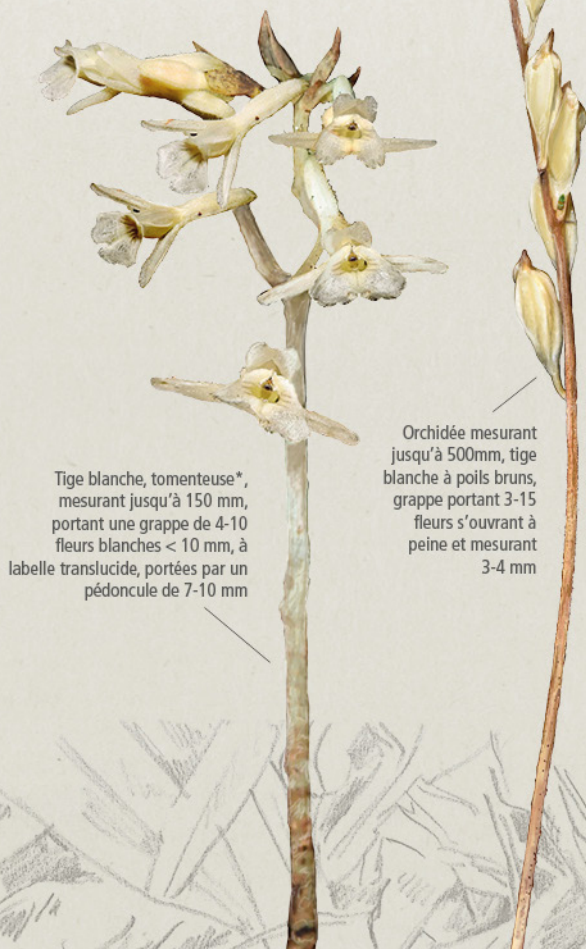 Tige blanche, tomenteuse*,
mesurant jusqu'à 150 mm,
portant une grappe de 4-10
fleurs blanches < 10 mm, à
labelle translucide, portées par un
pédoncule de 7-10 mm
Orchidée mesurant
jusqu'à 500mm, tige
blanche à poils bruns,
grappe portant 3-15
fleurs s'ouvrant à
peine et mesurant
3-4 mm